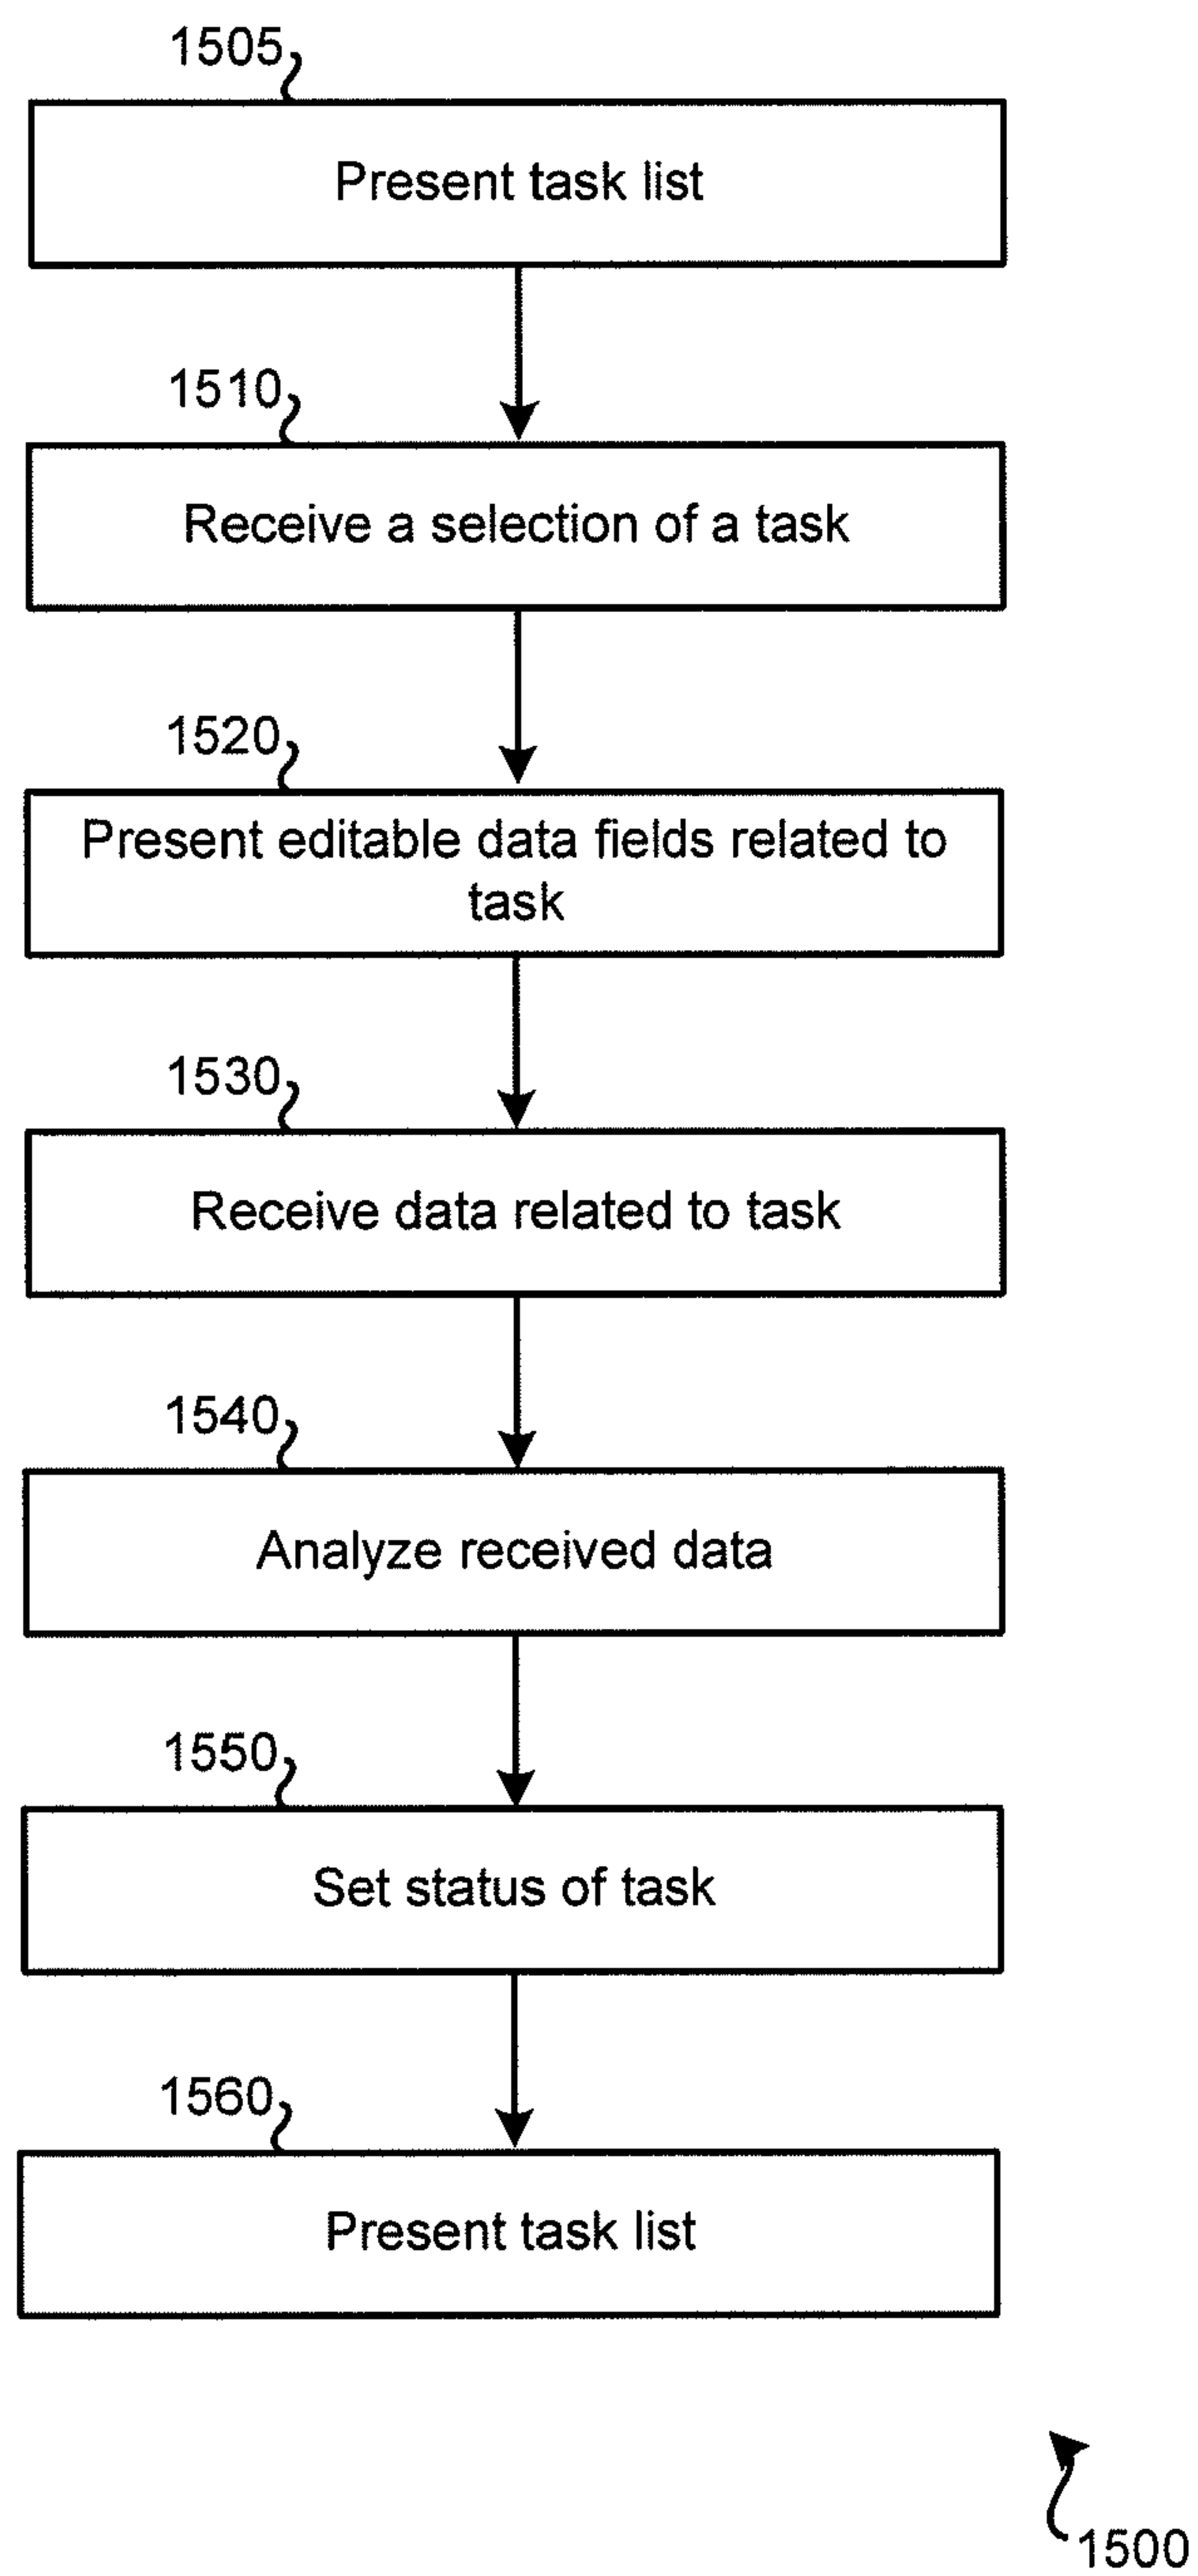 1505
Present task list
1510
Receive a selection of a task
1520
Present editable data fields related to
task
1530
Receive data related to task
1540
Analyze received data
1550
Set status of task
1560
Present task list
1500